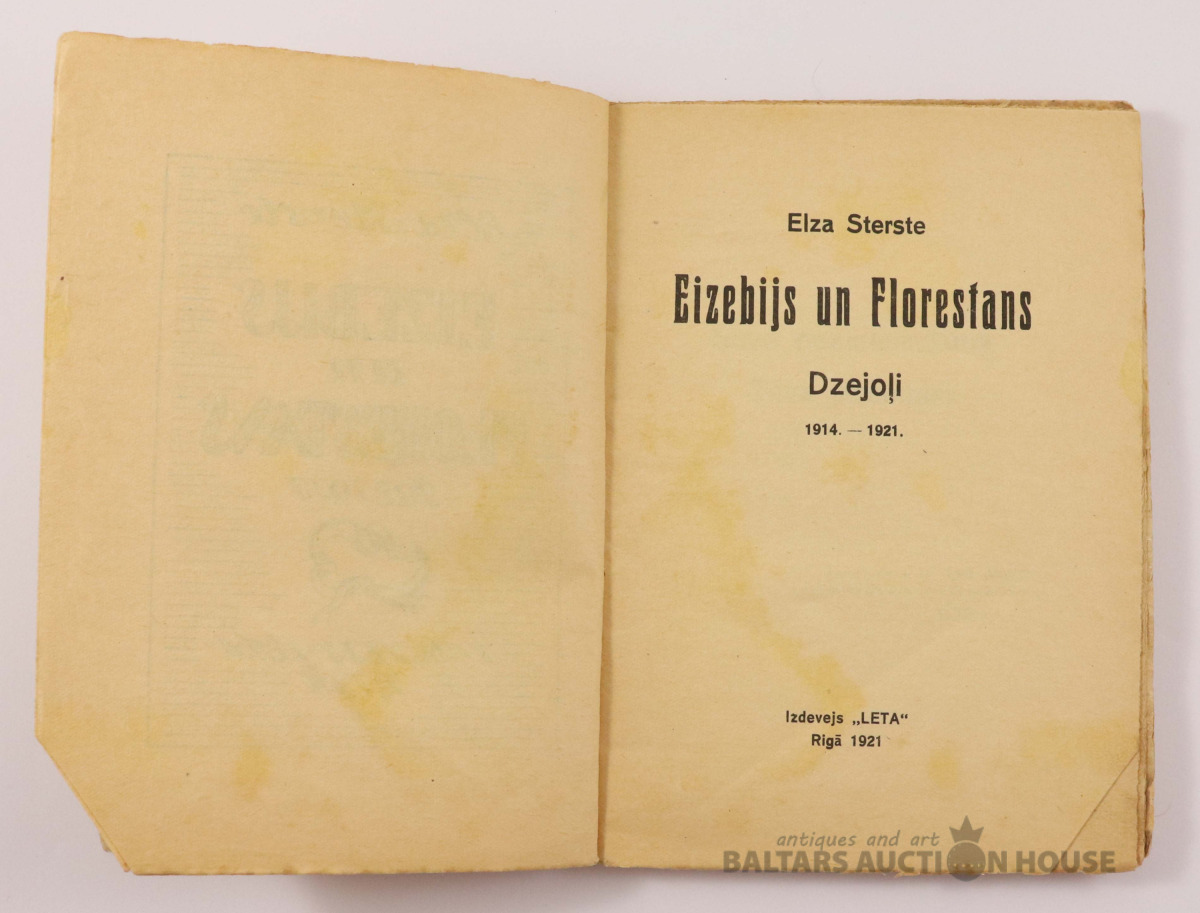 Elza Sterste
Eizebijs un Florestans
Dzejoļi
1914. — 1921.
Izdevejs „LETA“
Rigā 1921
antiques and art
BALTARS AUCTION HOUSE